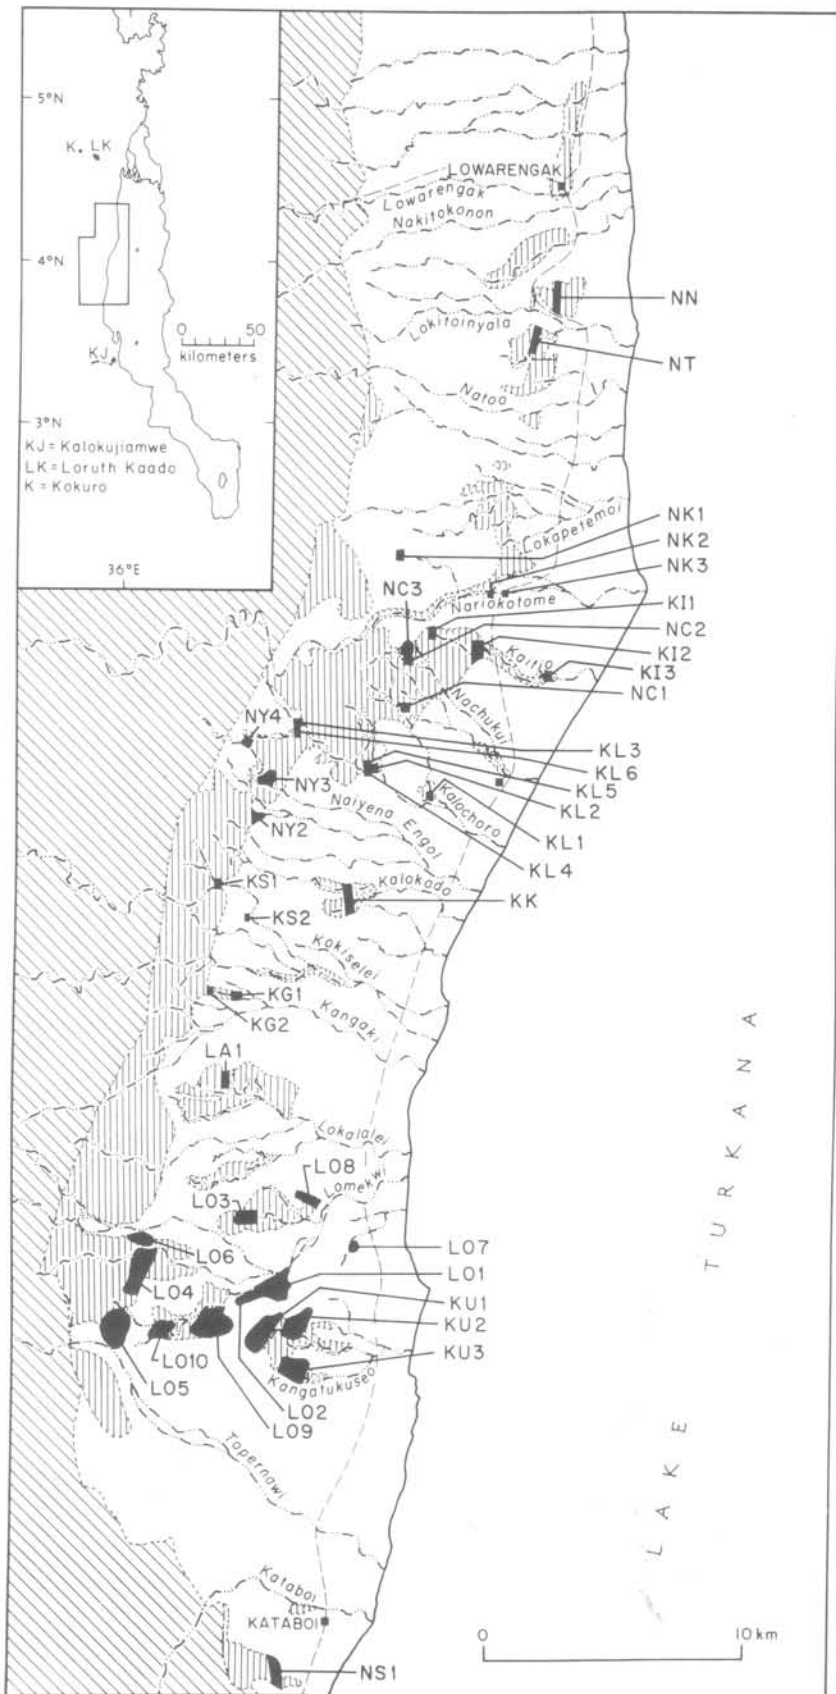 5°N
K
LK
4°N
0 50
kilometers
KJ
3°N
KJ = Kalokujiamwe
LK = Loruth Kaado
K = Kokuro
36°E
LOWARENGAK
Lowarengak
Nakitokonon
NN
Lokitoinyala
NT
Natoo
Lokapetemoi
NK1
NK2
NK3
Nariokotome
NC3
KI1
NC2
KI2
Kaitio
KI3
NC1
Nachukui
NY4
KL3
KL6
NY3
KL5
KL2
Kalochoro
KL1
Naiyena Engol
NY2
KL4
KS1
Kalokodo
KK
KS2
Kokiselei
KG1
Kangaki
KG2
LA1
Lokalalei
LO8
Lomekwi
LO3
LO6
LO7
LO1
LO4
KU1
KU2
LO10
KU3
LO5
Kangatukuseo
LO2
LO9
Topernawi
LAKE TURKANA
Kataboi
KATABOI
0 10 km
NS1